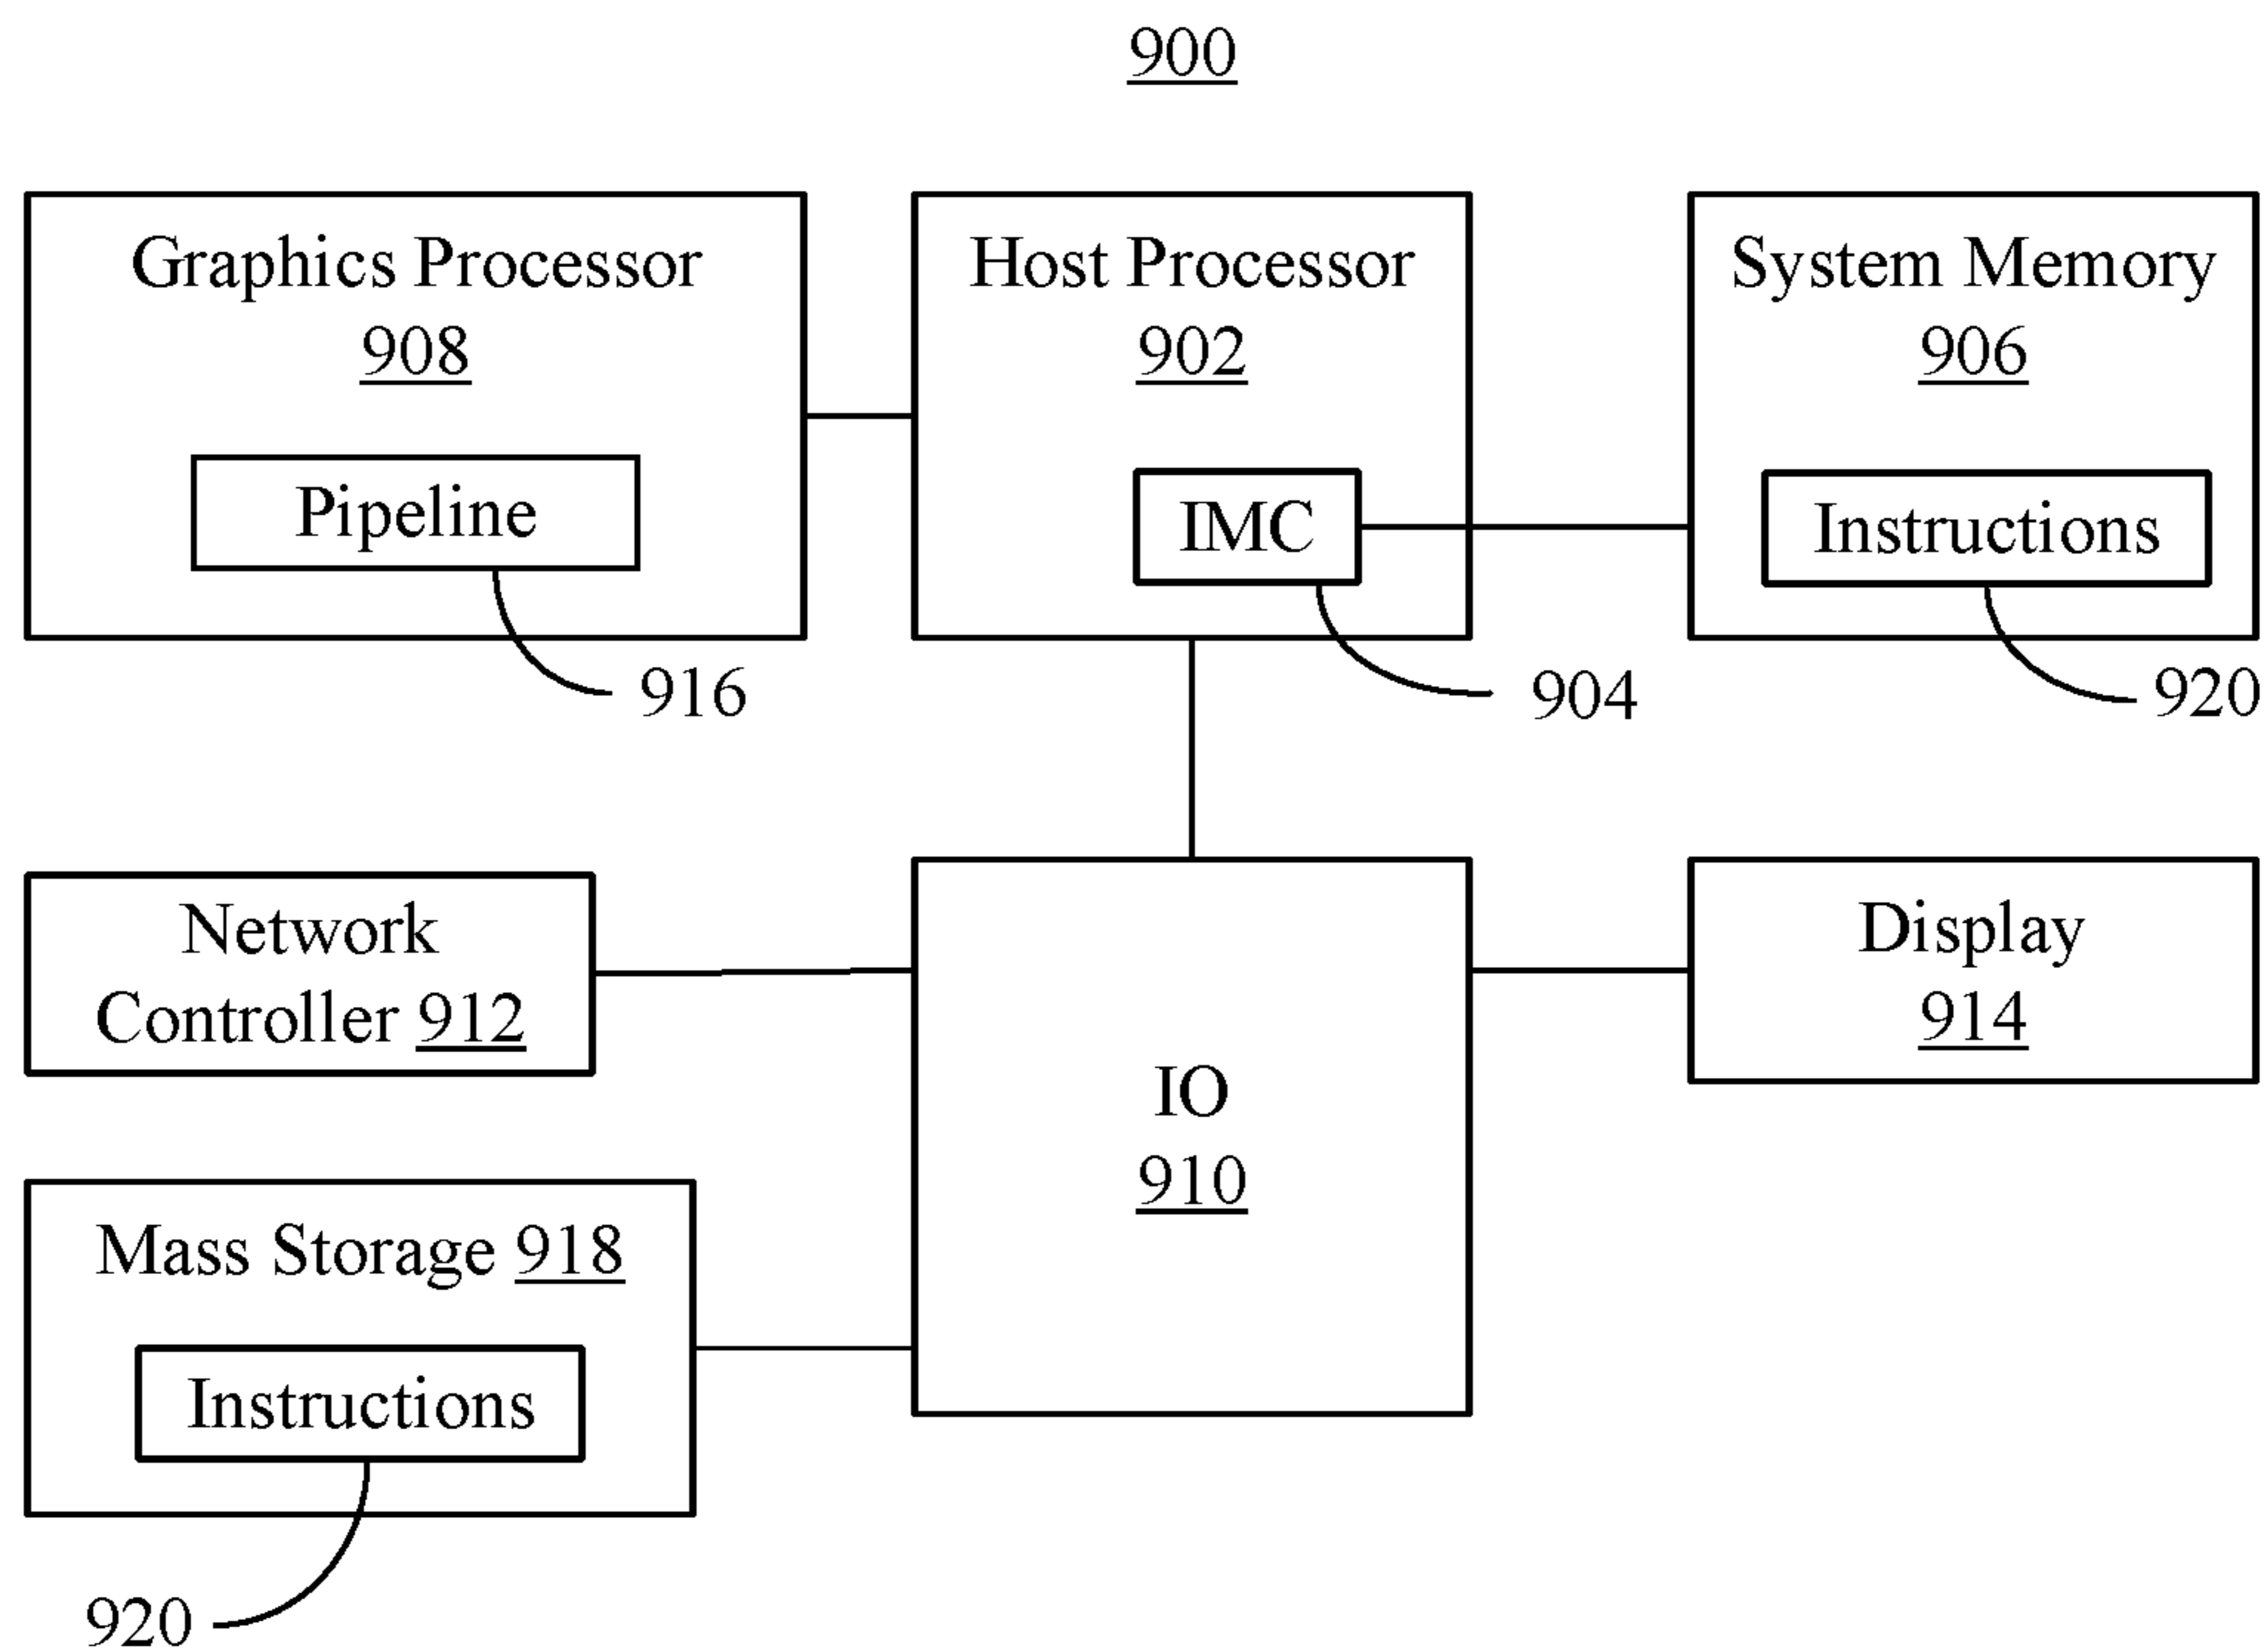 900
Graphics Processor
908
Pipeline
916
Host Processor
902
IMC
904
System Memory
906
Instructions
920
Network
Controller 912
IO
910
Display
914
Mass Storage 918
Instructions
920